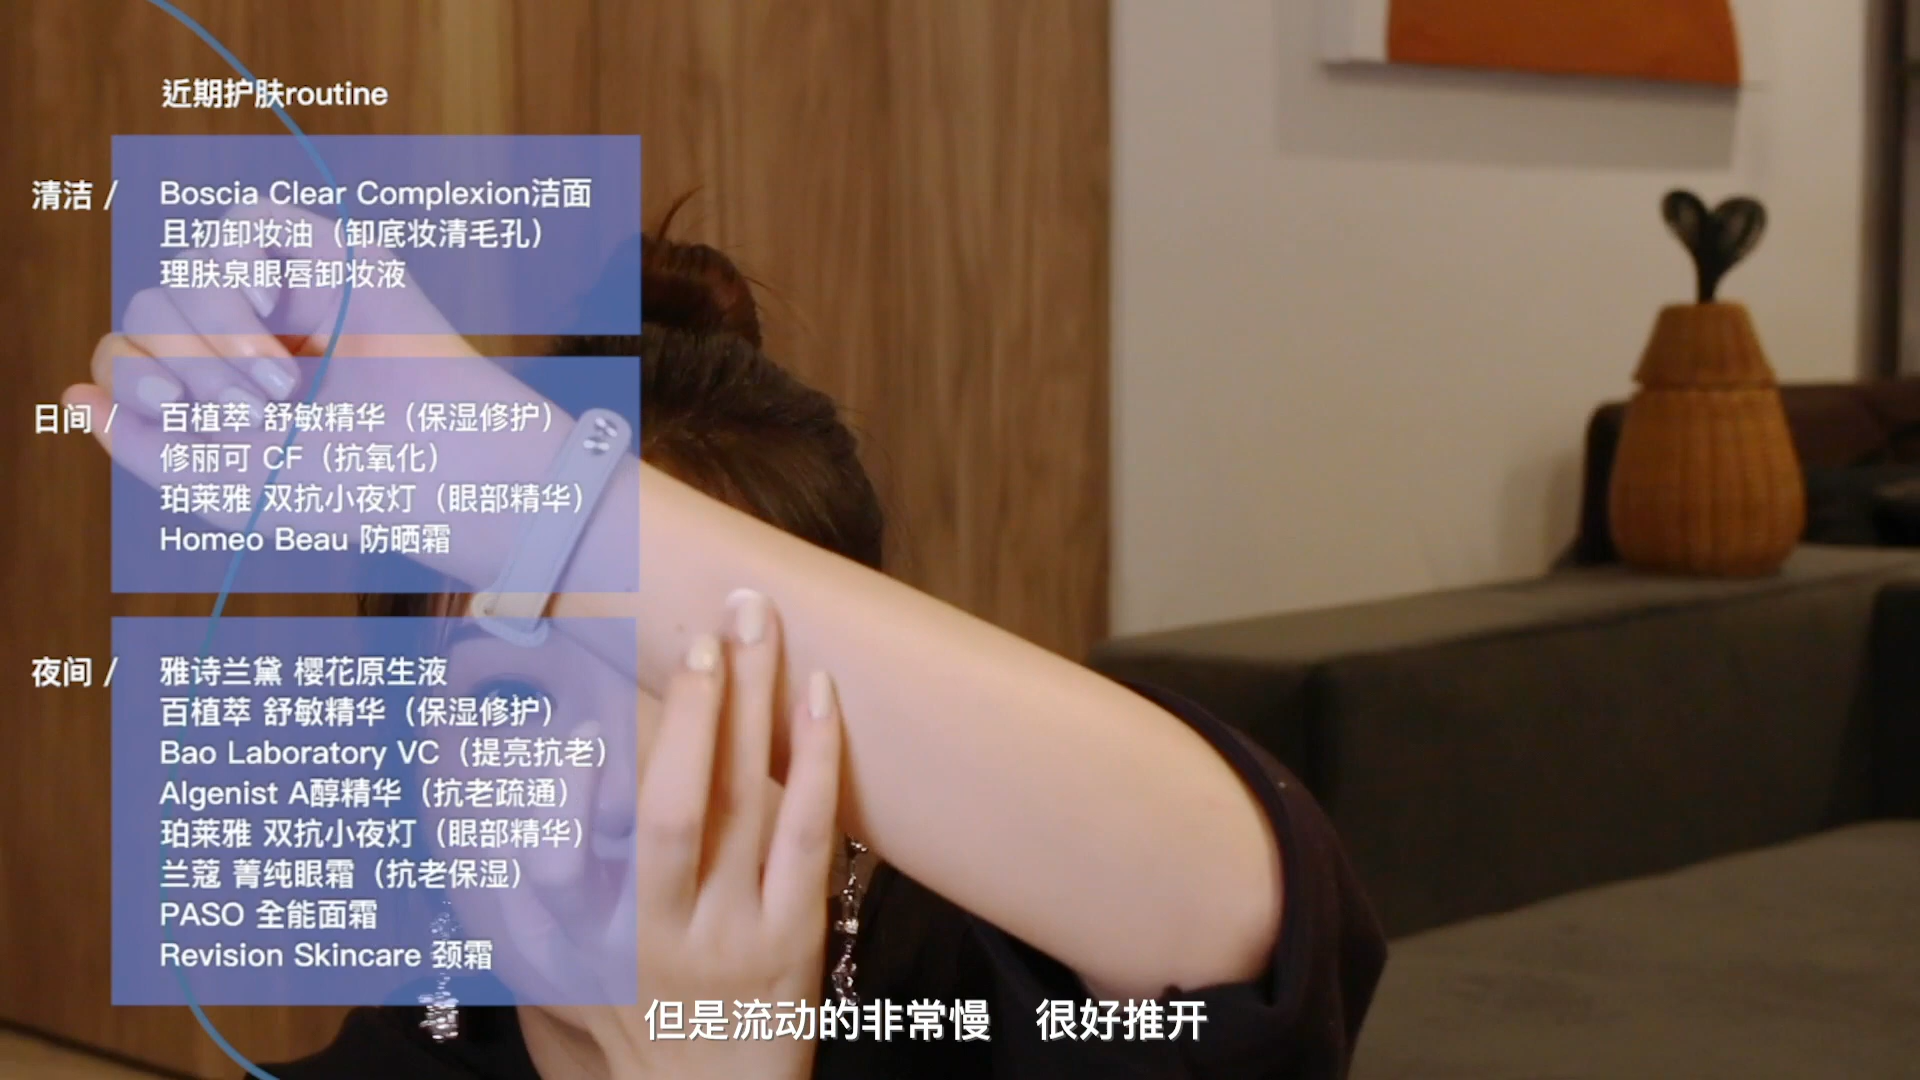 近期护肤routine
清洁 /
Boscia Clear Complexion洁面
且初卸妆油（卸底妆清毛孔）
理肤泉眼唇卸妆液
日间 /
百植萃 舒敏精华（保湿修护）
修丽可 CF（抗氧化）
珀莱雅 双抗小夜灯（眼部精华）
Homeo Beau 防晒霜
夜间 /
雅诗兰黛 樱花原生液
百植萃 舒敏精华（保湿修护）
Bao Laboratory VC（提亮抗老）
Algenist A醇精华（抗老疏通）
珀莱雅 双抗小夜灯（眼部精华）
兰蔻 菁纯眼霜（抗老保湿）
PASO 全能面霜
Revision Skincare 颈霜
但是流动的非常慢 很好推开